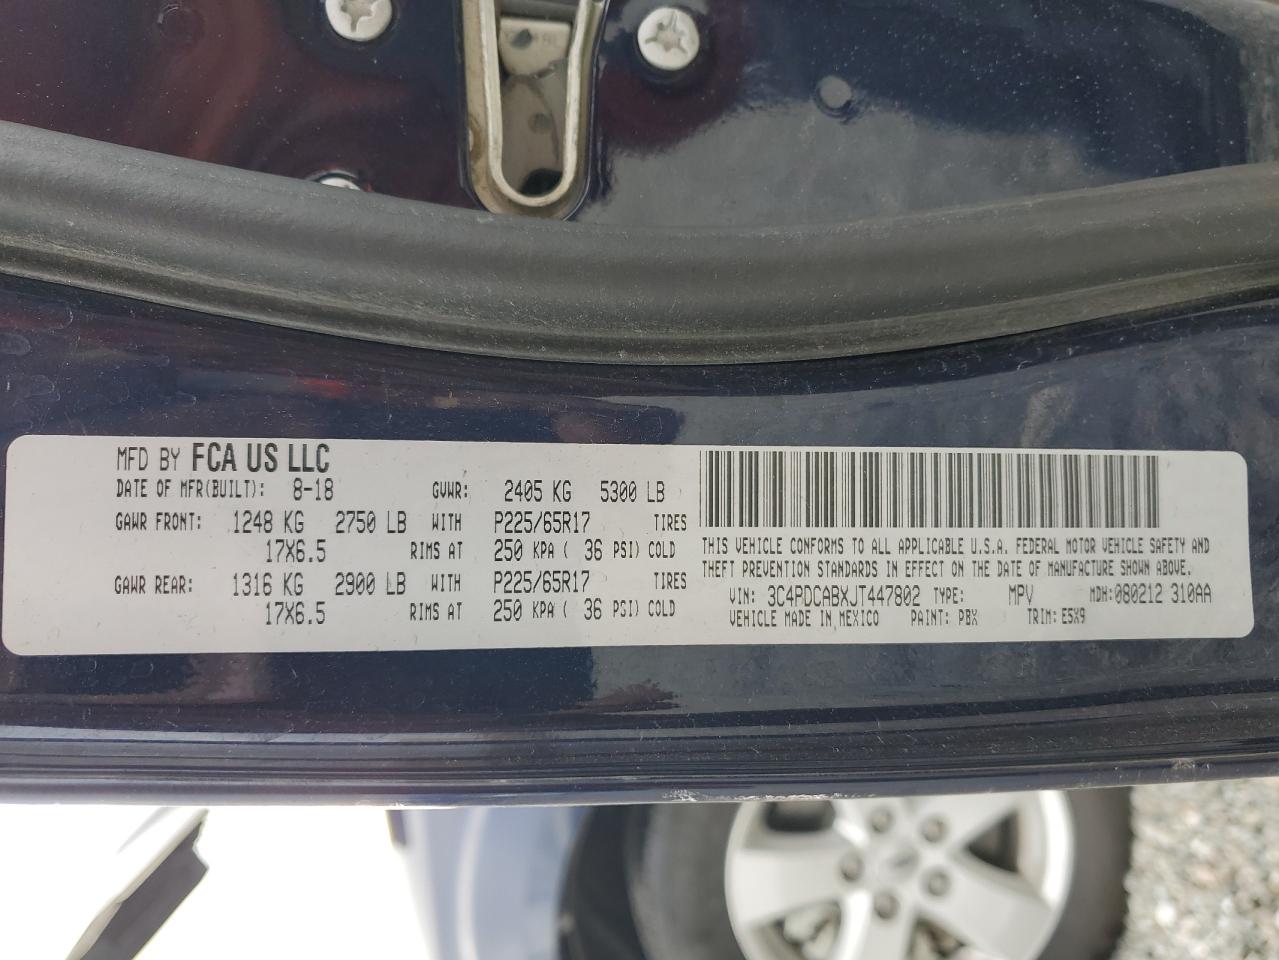 MFD BY FCA US LLC
DATE OF MFR(BUILT): 8-18 GVWR: 2405 KG 5300 LB
GAWR FRONT: 1248 KG 2750 LB WITH P225/65R17 TIRES
17X6.5 RIMS AT 250 KPA ( 36 PSI) COLD
GAWR REAR: 1316 KG 2900 LB WITH P225/65R17 TIRES
17X6.5 RIMS AT 250 KPA ( 36 PSI) COLD
THIS VEHICLE CONFORMS TO ALL APPLICABLE U.S.A. FEDERAL MOTOR VEHICLE SAFETY AND
THEFT PREVENTION STANDARDS IN EFFECT ON THE DATE OF MANUFACTURE SHOWN ABOVE.
VIN: 3C4PDCABXJT447802 TYPE: MPV MDH:080212 310AA
VEHICLE MADE IN MEXICO PAINT: PBX TRIM: E5X9